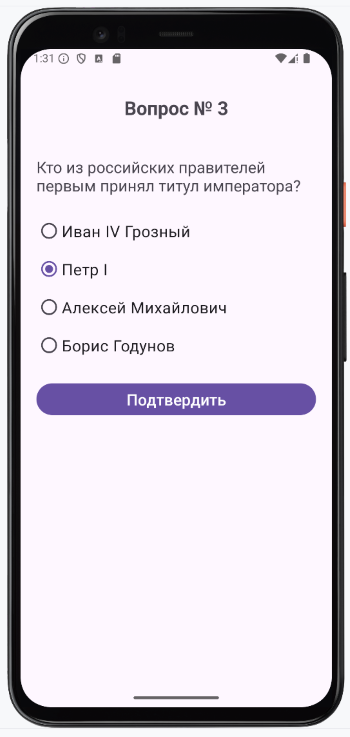 1:31
Вопрос № 3
Кто из российских правителей
первым принял титул императора?
Иван IV Грозный
Петр I
Алексей Михайлович
Борис Годунов
Подтвердить